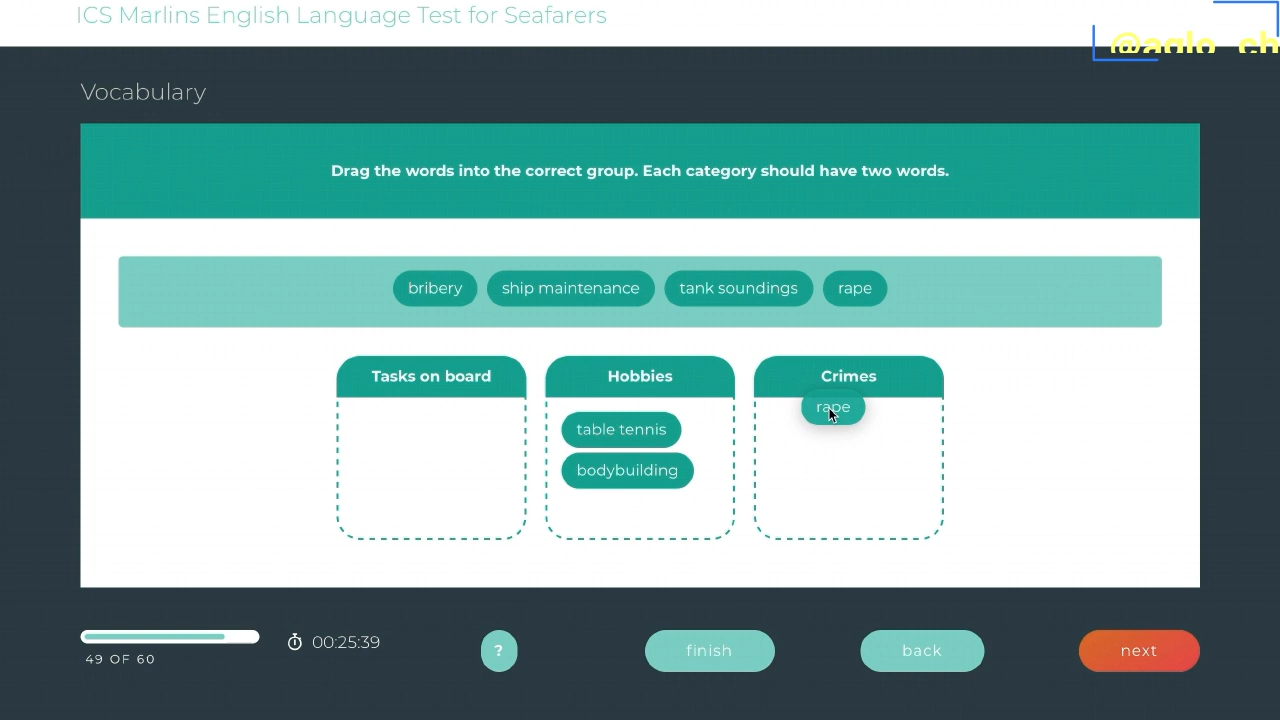 ICS Marlins English Language Test for Seafarers
@aglo_ch
Vocabulary
Drag the words into the correct group. Each category should have two words.
bribery ship maintenance tank soundings rape
Tasks on board Hobbies Crimes
rape
table tennis
bodybuilding
00:25:39 ? finish back next
49 OF 60